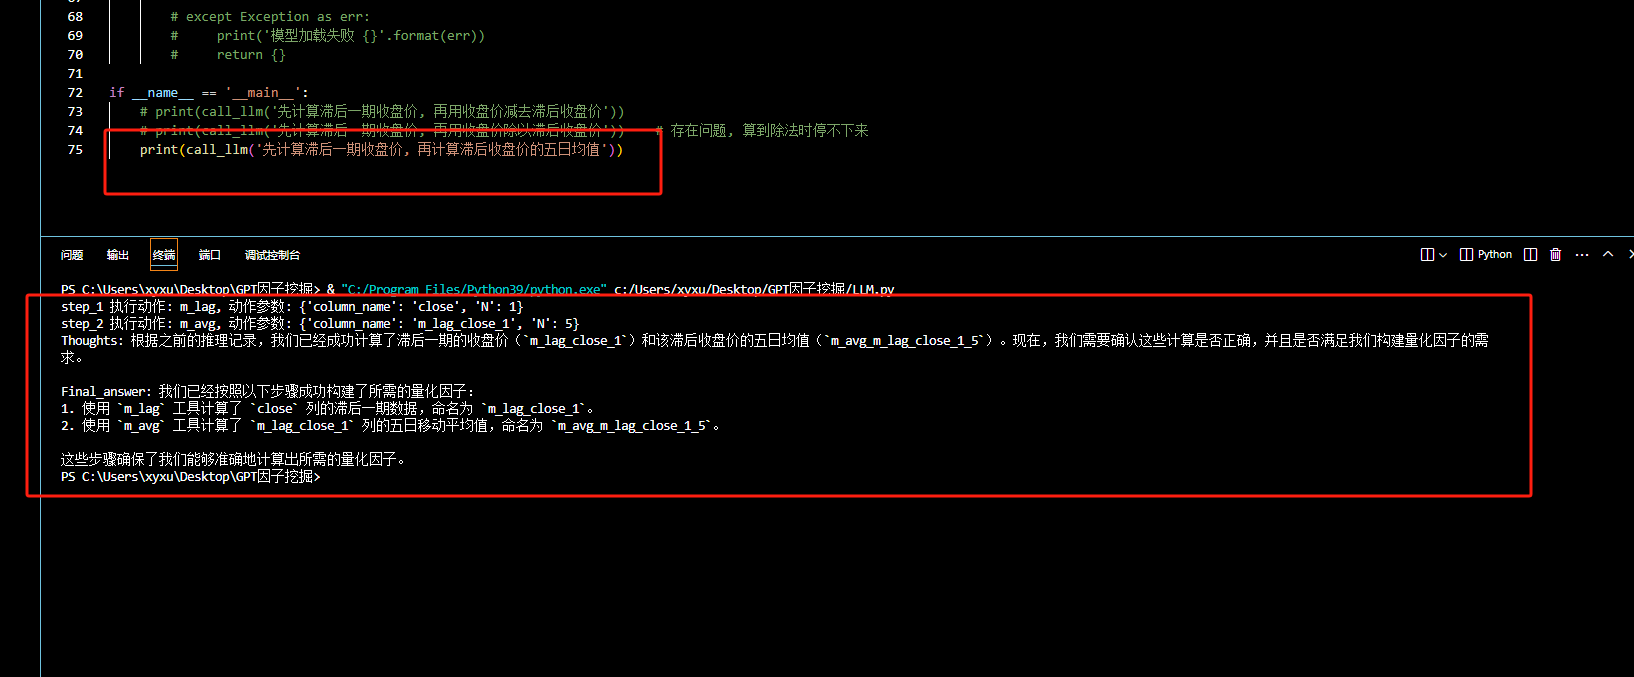 68 # except Exception as err:
69 #     print('模型加载失败 {}'.format(err))
70 #     return {}
71
72 if __name__ == '__main__':
73 # print(call_llm('先计算滞后一期收盘价, 再用收盘价减去滞后收盘价'))
74 # print(call_llm('先计算滞后一期收盘价, 再用收盘价除以滞后收盘价'))    # 存在问题, 算到除法时停不下来
75 print(call_llm('先计算滞后一期收盘价, 再计算滞后收盘价的五日均值'))
问题 输出 终端 端口 调试控制台 Python
PS C:\Users\xyxu\Desktop\GPT因子挖掘> & "C:/Program Files/Python39/python.exe" c:/Users/xyxu/Desktop/GPT因子挖掘/LLM.py
step_1 执行动作: m_lag, 动作参数: {'column_name': 'close', 'N': 1}
step_2 执行动作: m_avg, 动作参数: {'column_name': 'm_lag_close_1', 'N': 5}
Thoughts: 根据之前的推理记录，我们已经成功计算了滞后一期的收盘价（`m_lag_close_1`）和该滞后收盘价的五日均值（`m_avg_m_lag_close_1_5`）。现在，我们需要确认这些计算是否正确，并且是否满足我们构建量化因子的需
求。
Final_answer: 我们已经按照以下步骤成功构建了所需的量化因子：
1. 使用 `m_lag` 工具计算了 `close` 列的滞后一期数据，命名为 `m_lag_close_1`。
2. 使用 `m_avg` 工具计算了 `m_lag_close_1` 列的五日移动平均值，命名为 `m_avg_m_lag_close_1_5`。
这些步骤确保了我们能够准确地计算出所需的量化因子。
PS C:\Users\xyxu\Desktop\GPT因子挖掘>